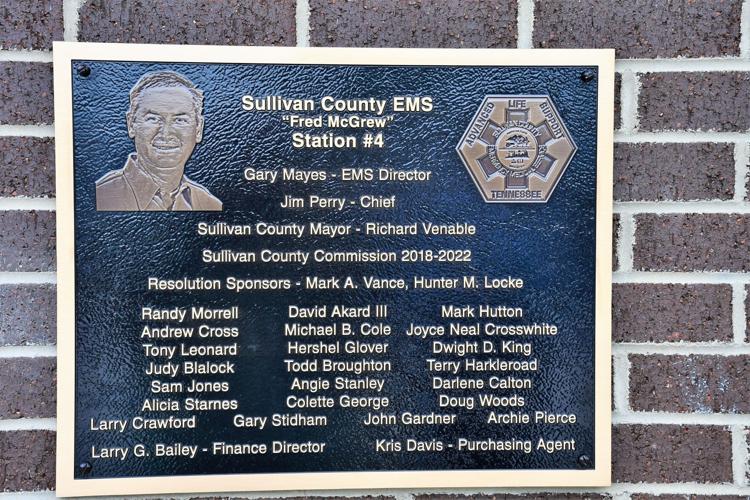 Sullivan County EMS
"Fred McGrew"
Station #4
ADVANCED LIFE SUPPORT
SULLIVAN COUNTY
TENNESSEE
Gary Mayes - EMS Director
Jim Perry - Chief
Sullivan County Mayor - Richard Venable
Sullivan County Commission 2018-2022
Resolution Sponsors - Mark A. Vance, Hunter M. Locke
Randy Morrell David Akard III Mark Hutton
Andrew Cross Michael B. Cole Joyce Neal Crosswhite
Tony Leonard Hershel Glover Dwight D. King
Judy Blalock Todd Broughton Terry Harkleroad
Sam Jones Angie Stanley Darlene Calton
Alicia Starnes Colette George Doug Woods
Larry Crawford Gary Stidham John Gardner Archie Pierce
Larry G. Bailey - Finance Director Kris Davis - Purchasing Agent